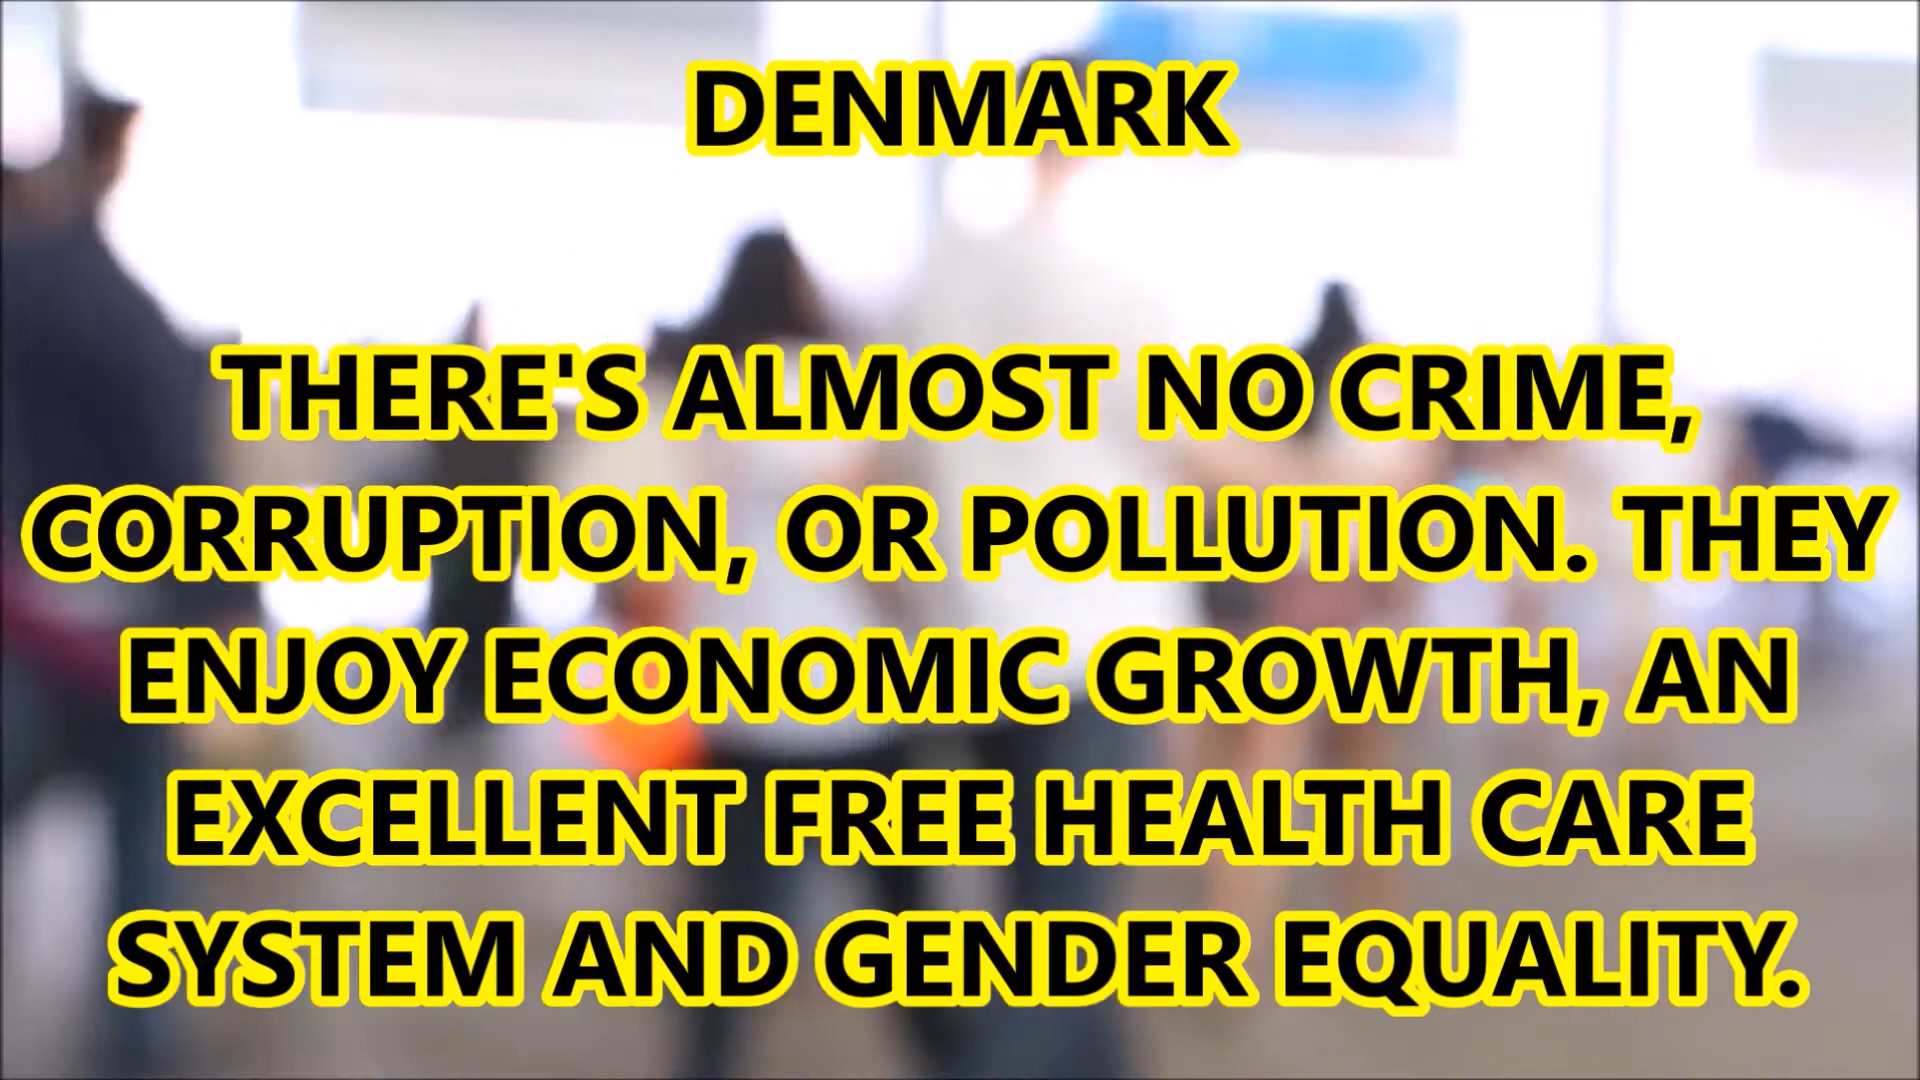 DENMARK
THERE'S ALMOST NO CRIME,
CORRUPTION, OR POLLUTION. THEY
ENJOY ECONOMIC GROWTH, AN
EXCELLENT FREE HEALTH CARE
SYSTEM AND GENDER EQUALITY.